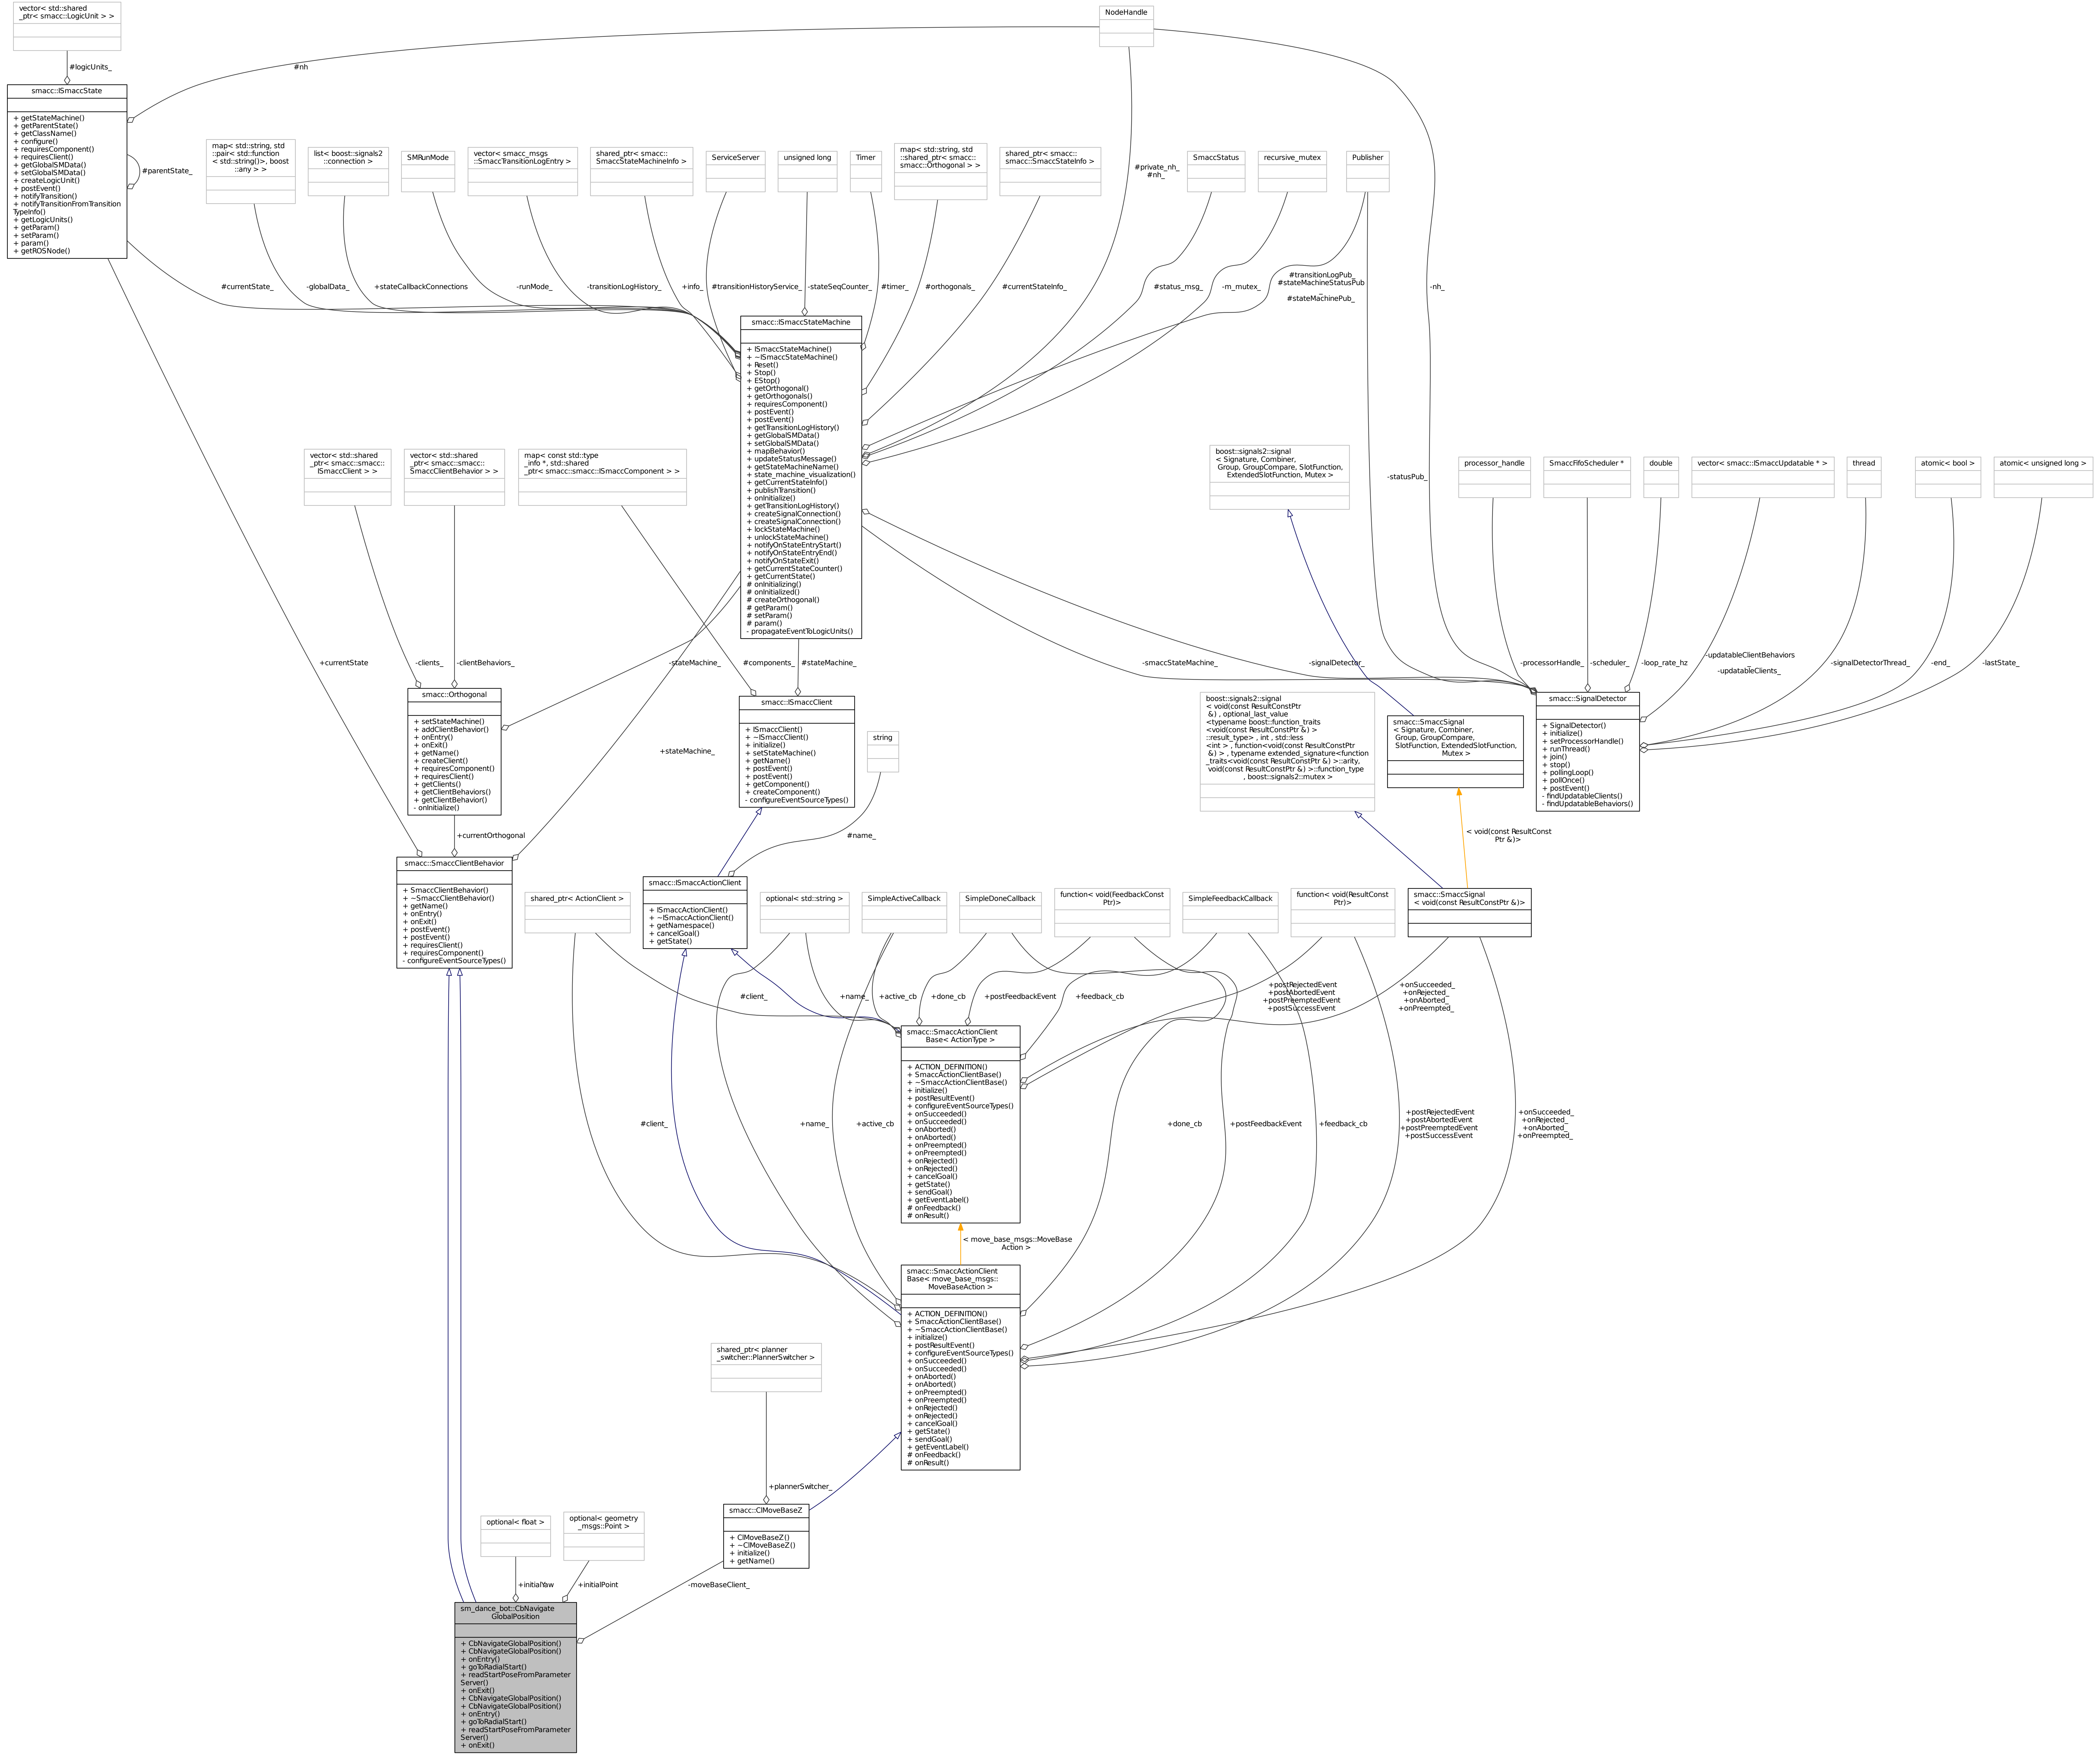 vector< std::shared
_ptr< smacc::LogicUnit > >
NodeHandle
#logicUnits_
#nh
smacc::ISmaccState
+ getStateMachine()
+ getParentState()
+ getClassName()
+ configure()
+ requiresComponent()
+ requiresClient()
+ getGlobalSMData()
+ setGlobalSMData()
+ createLogicUnit()
+ postEvent()
+ notifyTransition()
+ notifyTransitionFromTransition
TypeInfo()
+ getLogicUnits()
+ getParam()
+ setParam()
+ param()
+ getROSNode()
#parentState_
map< std::string, std
::pair< std::function
< std::string()>, boost
::any > >
list< boost::signals2
::connection >
SMRunMode
vector< smacc_msgs
::SmaccTransitionLogEntry >
shared_ptr< smacc::
SmaccStateMachineInfo >
ServiceServer
unsigned long
Timer
map< std::string, std
::shared_ptr< smacc::
smacc::Orthogonal > >
shared_ptr< smacc::
smacc::SmaccStateInfo >
#private_nh_
#nh_
SmaccStatus
recursive_mutex
Publisher
#currentState_
-globalData_
+stateCallbackConnections
-runMode_
-transitionLogHistory_
+info_
#transitionHistoryService_
-stateSeqCounter_
#timer_
#orthogonals_
#currentStateInfo_
#status_msg_
-m_mutex_
#transitionLogPub_
#stateMachineStatusPub
_
#stateMachinePub_
-nh_
smacc::ISmaccStateMachine
+ ISmaccStateMachine()
+ ~ISmaccStateMachine()
+ Reset()
+ Stop()
+ EStop()
+ getOrthogonal()
+ getOrthogonals()
+ requiresComponent()
+ postEvent()
+ postEvent()
+ getTransitionLogHistory()
+ getGlobalSMData()
+ setGlobalSMData()
+ mapBehavior()
+ updateStatusMessage()
+ getStateMachineName()
+ state_machine_visualization()
+ getCurrentStateInfo()
+ publishTransition()
+ onInitialize()
+ getTransitionLogHistory()
+ createSignalConnection()
+ createSignalConnection()
+ lockStateMachine()
+ unlockStateMachine()
+ notifyOnStateEntryStart()
+ notifyOnStateEntryEnd()
+ notifyOnStateExit()
+ getCurrentStateCounter()
+ getCurrentState()
# onInitializing()
# onInitialized()
# createOrthogonal()
# getParam()
# setParam()
# param()
- propagateEventToLogicUnits()
vector< std::shared
_ptr< smacc::smacc::
ISmaccClient > >
vector< std::shared
_ptr< smacc::smacc::
SmaccClientBehavior > >
map< const std::type
_info *, std::shared
_ptr< smacc::smacc::ISmaccComponent > >
boost::signals2::signal
< Signature, Combiner,
Group, GroupCompare, SlotFunction,
ExtendedSlotFunction, Mutex >
-statusPub_
processor_handle
SmaccFifoScheduler *
double
vector< smacc::ISmaccUpdatable * >
thread
atomic< bool >
atomic< unsigned long >
+currentState
-clients_
-clientBehaviors_
-stateMachine_
#components_
#stateMachine_
-smaccStateMachine_
-signalDetector_
-processorHandle_
-scheduler_
-loop_rate_hz
-updatableClientBehaviors
_
-updatableClients_
-signalDetectorThread_
-end_
-lastState_
smacc::Orthogonal
+ setStateMachine()
+ addClientBehavior()
+ onEntry()
+ onExit()
+ getName()
+ createClient()
+ requiresComponent()
+ requiresClient()
+ getClients()
+ getClientBehaviors()
+ getClientBehavior()
- onInitialize()
+stateMachine_
smacc::ISmaccClient
+ ISmaccClient()
+ ~ISmaccClient()
+ initialize()
+ setStateMachine()
+ getName()
+ postEvent()
+ postEvent()
+ getComponent()
+ createComponent()
- configureEventSourceTypes()
string
boost::signals2::signal
< void(const ResultConstPtr
&) , optional_last_value
<typename boost::function_traits
<void(const ResultConstPtr &) >
::result_type> , int , std::less
<int > , function<void(const ResultConstPtr
&) > , typename extended_signature<function
_traits<void(const ResultConstPtr &) >::arity,
void(const ResultConstPtr &) >::function_type
, boost::signals2::mutex >
smacc::SmaccSignal
< Signature, Combiner,
Group, GroupCompare,
SlotFunction, ExtendedSlotFunction,
Mutex >
smacc::SignalDetector
+ SignalDetector()
+ initialize()
+ setProcessorHandle()
+ runThread()
+ join()
+ stop()
+ pollingLoop()
+ pollOnce()
+ postEvent()
- findUpdatableClients()
- findUpdatableBehaviors()
+currentOrthogonal
#name_
< void(const ResultConst
Ptr &)>
smacc::SmaccClientBehavior
+ SmaccClientBehavior()
+ ~SmaccClientBehavior()
+ getName()
+ onEntry()
+ onExit()
+ postEvent()
+ postEvent()
+ requiresClient()
+ requiresComponent()
- configureEventSourceTypes()
shared_ptr< ActionClient >
smacc::ISmaccActionClient
+ ISmaccActionClient()
+ ~ISmaccActionClient()
+ getNamespace()
+ cancelGoal()
+ getState()
optional< std::string >
SimpleActiveCallback
SimpleDoneCallback
function< void(FeedbackConst
Ptr)>
SimpleFeedbackCallback
function< void(ResultConst
Ptr)>
smacc::SmaccSignal
< void(const ResultConstPtr &)>
#client_
+name_
+active_cb
+done_cb
+postFeedbackEvent
+feedback_cb
+postRejectedEvent
+postAbortedEvent
+postPreemptedEvent
+postSuccessEvent
+onSucceeded_
+onRejected_
+onAborted_
+onPreempted_
smacc::SmaccActionClient
Base< ActionType >
+ ACTION_DEFINITION()
+ SmaccActionClientBase()
+ ~SmaccActionClientBase()
+ initialize()
+ postResultEvent()
+ configureEventSourceTypes()
+ onSucceeded()
+ onSucceeded()
+ onAborted()
+ onAborted()
+ onPreempted()
+ onPreempted()
+ onRejected()
+ onRejected()
+ cancelGoal()
+ getState()
+ sendGoal()
+ getEventLabel()
# onFeedback()
# onResult()
#client_
+name_
+active_cb
+done_cb
+postFeedbackEvent
+feedback_cb
+postRejectedEvent
+postAbortedEvent
+postPreemptedEvent
+postSuccessEvent
+onSucceeded_
+onRejected_
+onAborted_
+onPreempted_
< move_base_msgs::MoveBase
Action >
smacc::SmaccActionClient
Base< move_base_msgs::
MoveBaseAction >
+ ACTION_DEFINITION()
+ SmaccActionClientBase()
+ ~SmaccActionClientBase()
+ initialize()
+ postResultEvent()
+ configureEventSourceTypes()
+ onSucceeded()
+ onSucceeded()
+ onAborted()
+ onAborted()
+ onPreempted()
+ onPreempted()
+ onRejected()
+ onRejected()
+ cancelGoal()
+ getState()
+ sendGoal()
+ getEventLabel()
# onFeedback()
# onResult()
shared_ptr< planner
_switcher::PlannerSwitcher >
+plannerSwitcher_
smacc::ClMoveBaseZ
+ ClMoveBaseZ()
+ ~ClMoveBaseZ()
+ initialize()
+ getName()
optional< float >
optional< geometry
_msgs::Point >
+initialYaw
+initialPoint
-moveBaseClient_
sm_dance_bot::CbNavigate
GlobalPosition
+ CbNavigateGlobalPosition()
+ CbNavigateGlobalPosition()
+ onEntry()
+ goToRadialStart()
+ readStartPoseFromParameter
Server()
+ onExit()
+ CbNavigateGlobalPosition()
+ CbNavigateGlobalPosition()
+ onEntry()
+ goToRadialStart()
+ readStartPoseFromParameter
Server()
+ onExit()